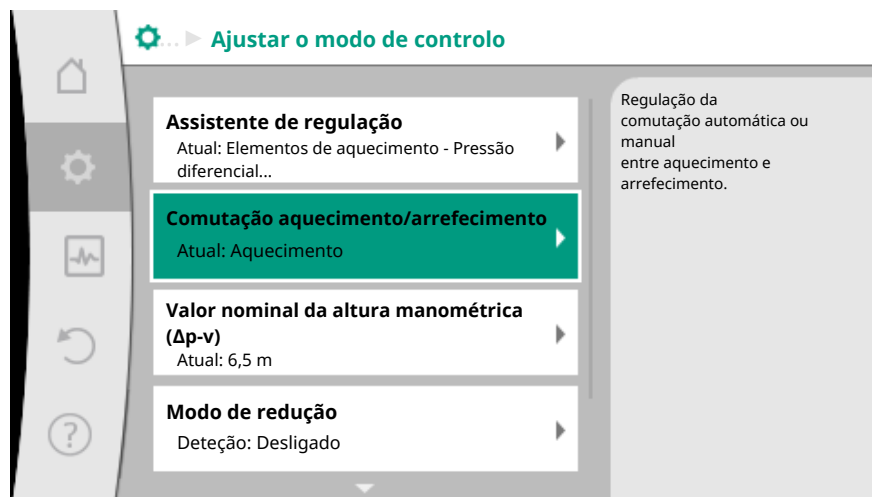 ... Ajustar o modo de controlo
Assistente de regulação
Atual: Elementos de aquecimento - Pressão
diferencial...
Comutação aquecimento/arrefecimento
Atual: Aquecimento
Valor nominal da altura manométrica
(Δp-v)
Atual: 6,5 m
Modo de redução
Deteção: Desligado
Regulação da
comutação automática ou
manual
entre aquecimento e
arrefecimento.
?